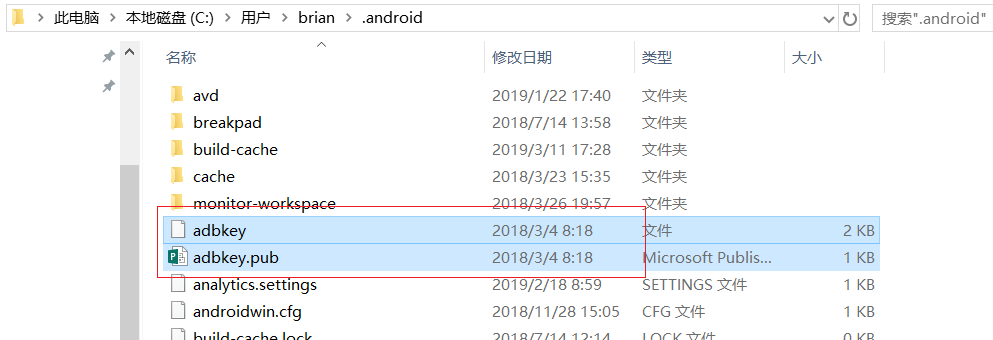 此电脑 > 本地磁盘 (C:) > 用户 > brian > .android 搜索".android"
名称 修改日期 类型 大小
avd 2019/1/22 17:40 文件夹
breakpad 2018/7/14 13:58 文件夹
build-cache 2019/3/11 17:28 文件夹
cache 2018/3/23 15:35 文件夹
monitor-workspace 2018/3/26 19:57 文件夹
adbkey 2018/3/4 8:18 文件 2 KB
adbkey.pub 2018/3/4 8:18 Microsoft Publis... 1 KB
analytics.settings 2019/2/18 8:59 SETTINGS 文件 1 KB
androidwin.cfg 2018/11/28 15:05 CFG 文件 1 KB
build-cache.lock 2018/7/14 12:14 LOCK 文件 0 KB